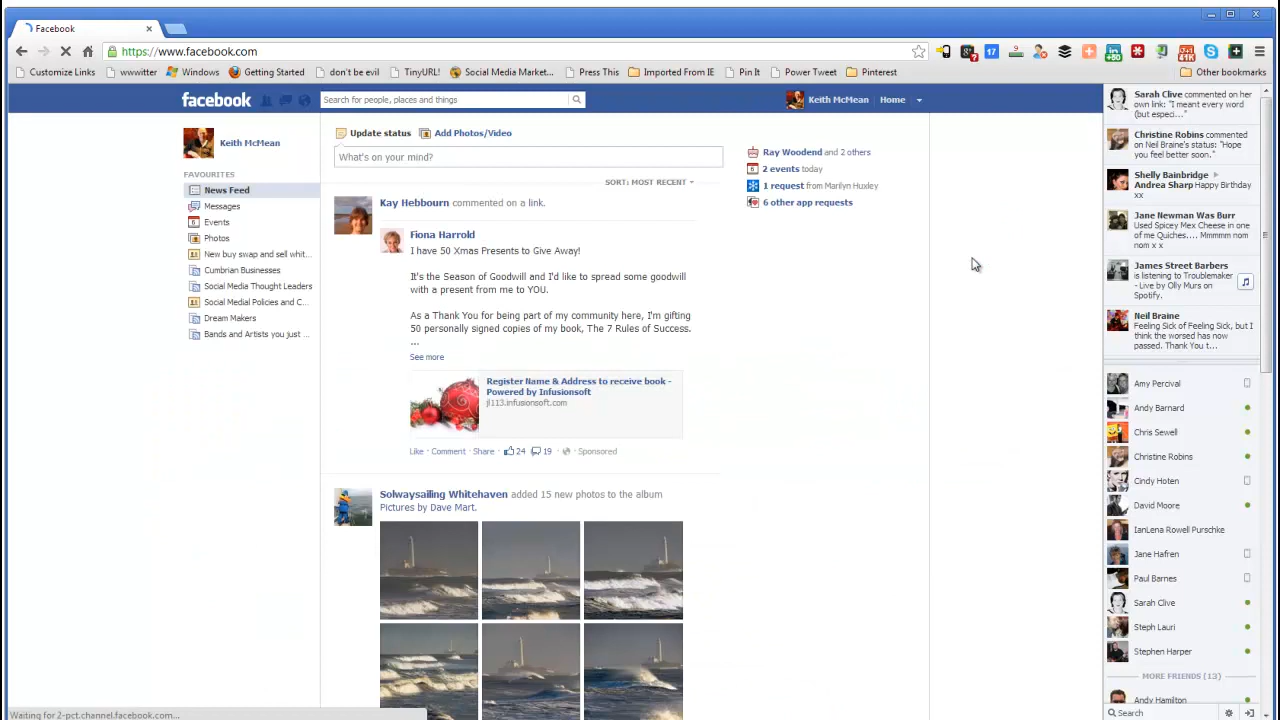 Facebook
https://www.facebook.com
Customize Links
wwwitter
Windows
Getting Started
don't be evil
TinyURL!
Social Media Market...
Press This
Imported From IE
Pin It
Power Tweet
Pinterest
Other bookmarks
facebook
Search for people, places and things
Keith McMean
Home
Keith McMean
FAVOURITES
News Feed
Messages
Events
Photos
New buy swap and sell whit...
Cumbrian Businesses
Social Media Thought Leaders
Social Medial Policies and C...
Dream Makers
Bands and Artists you just ...
Update status
Add Photos/Video
What's on your mind?
SORT: MOST RECENT
Kay Hebbourn commented on a link.
Fiona Harrold
I have 50 Xmas Presents to Give Away!
It's the Season of Goodwill and I'd like to spread some goodwill
with a present from me to YOU.
As a Thank You for being part of my community here, I'm gifting
50 personally signed copies of my book, The 7 Rules of Success.
...
See more
Register Name & Address to receive book -
Powered by Infusionsoft
jl113.infusionsoft.com
Like · Comment · Share · 24 19 · Sponsored
Solwaysailing Whitehaven added 15 new photos to the album
Pictures by Dave Mart.
Ray Woodend and 2 others
2 events today
1 request from Marilyn Huxley
6 other app requests
Sarah Clive commented on her
own link: "I meant every word
(but especi..."
Christine Robins commented
on Neil Braine's status: "Hope
you feel better soon.
Shelly Bainbridge
Andrea Sharp Happy Birthday
xx
Jane Newman Was Burr
Used Spicey Mex Cheese in one
of me Quiches.... Mmmmm nom
nom x x
James Street Barbers
is listening to Troublemaker
- Live by Olly Murs on
Spotify.
Neil Braine
Feeling Sick of Feeling Sick, but I
think the worsed has now
passed. Thank You t...
Amy Percival
Andy Barnard
Chris Sewell
Christine Robins
Cindy Hoten
David Moore
IanLena Rowell Purschke
Jane Hafren
Paul Barnes
Sarah Clive
Steph Lauri
Stephen Harper
MORE FRIENDS (13)
Andy Hamilton
Search
Waiting for 2-pct.channel.facebook.com...